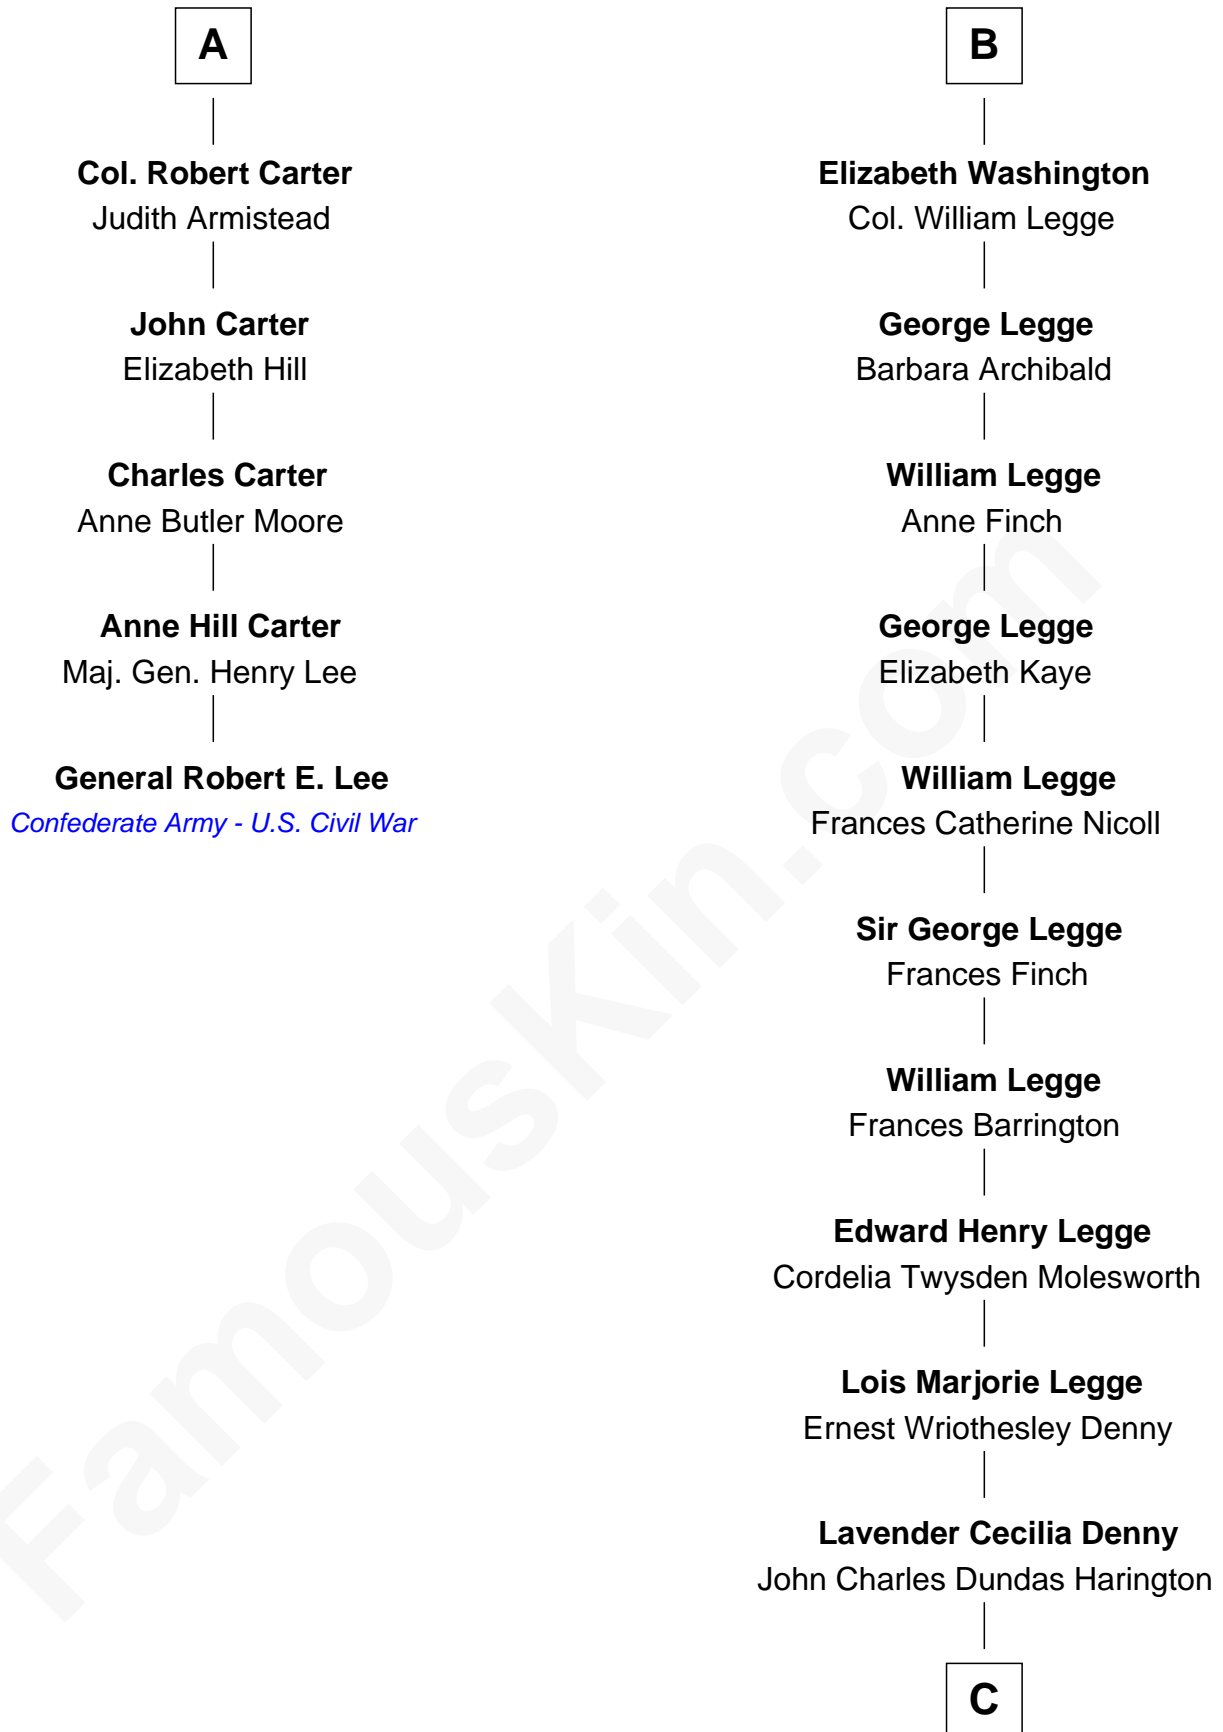 A
Col. Robert Carter
Judith Armistead
John Carter
Elizabeth Hill
Charles Carter
Anne Butler Moore
Anne Hill Carter
Maj. Gen. Henry Lee
General Robert E. Lee
Confederate Army - U.S. Civil War
B
Elizabeth Washington
Col. William Legge
George Legge
Barbara Archibald
William Legge
Anne Finch
George Legge
Elizabeth Kaye
William Legge
Frances Catherine Nicoll
Sir George Legge
Frances Finch
William Legge
Frances Barrington
Edward Henry Legge
Cordelia Twysden Molesworth
Lois Marjorie Legge
Ernest Wriothesley Denny
Lavender Cecilia Denny
John Charles Dundas Harington
C
FamousKin.com